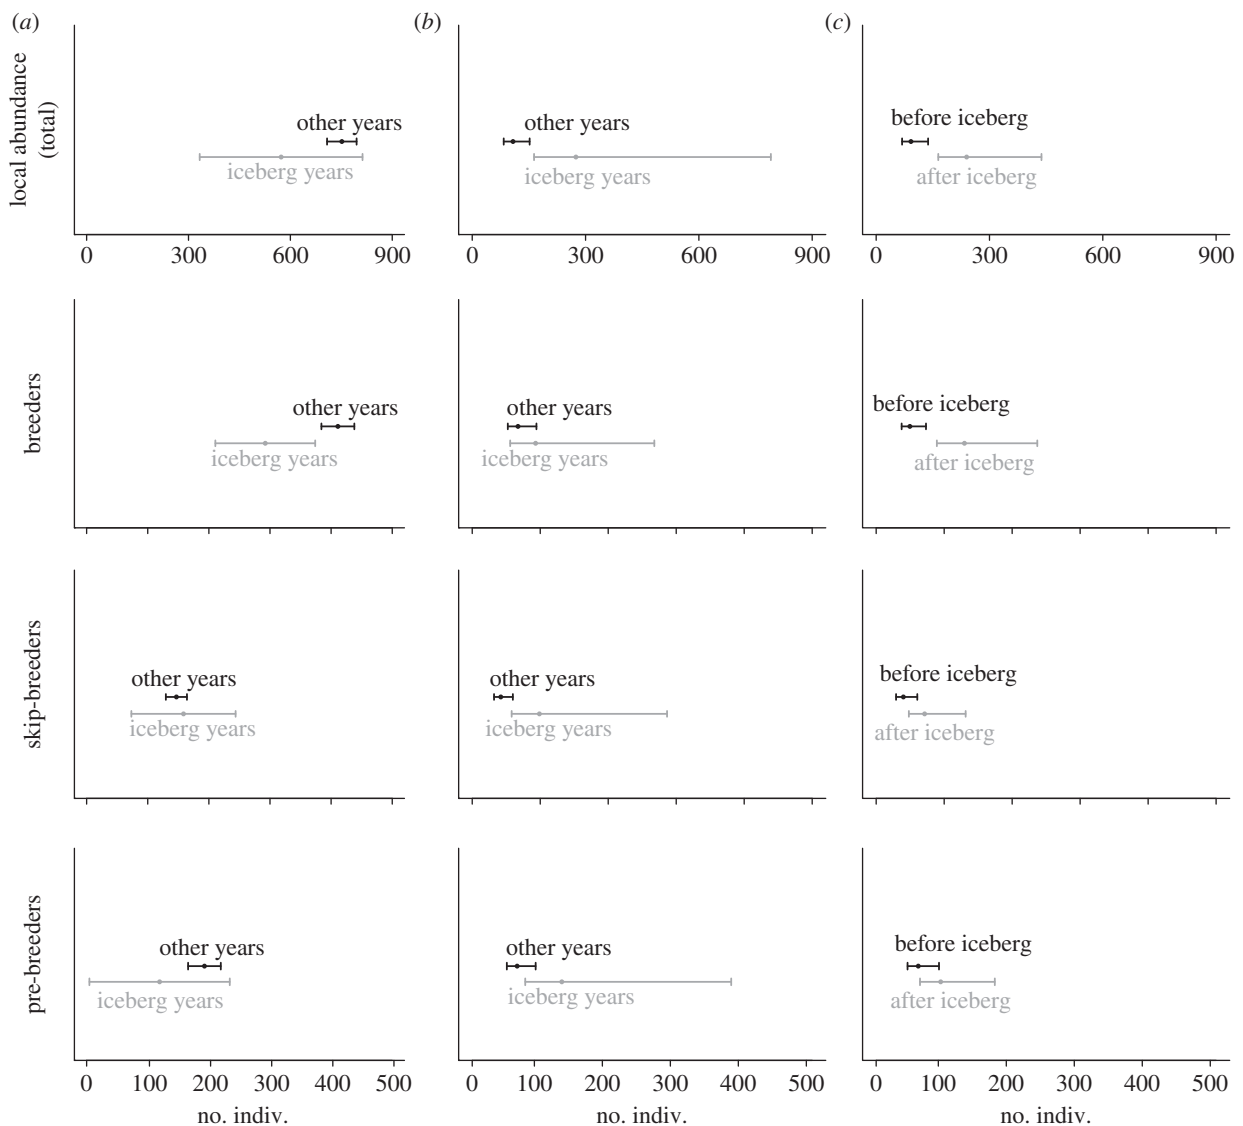 (a) (b) (c)
local abundance
(total)
other years
iceberg years
other years
iceberg years
before iceberg
after iceberg
0 300 600 900 0 300 600 900 0 300 600 900
breeders
other years
iceberg years
other years
iceberg years
before iceberg
after iceberg
skip-breeders
other years
iceberg years
other years
iceberg years
before iceberg
after iceberg
pre-breeders
other years
iceberg years
other years
iceberg years
before iceberg
after iceberg
0 100 200 300 400 500 0 100 200 300 400 500 0 100 200 300 400 500
no. indiv. no. indiv. no. indiv.